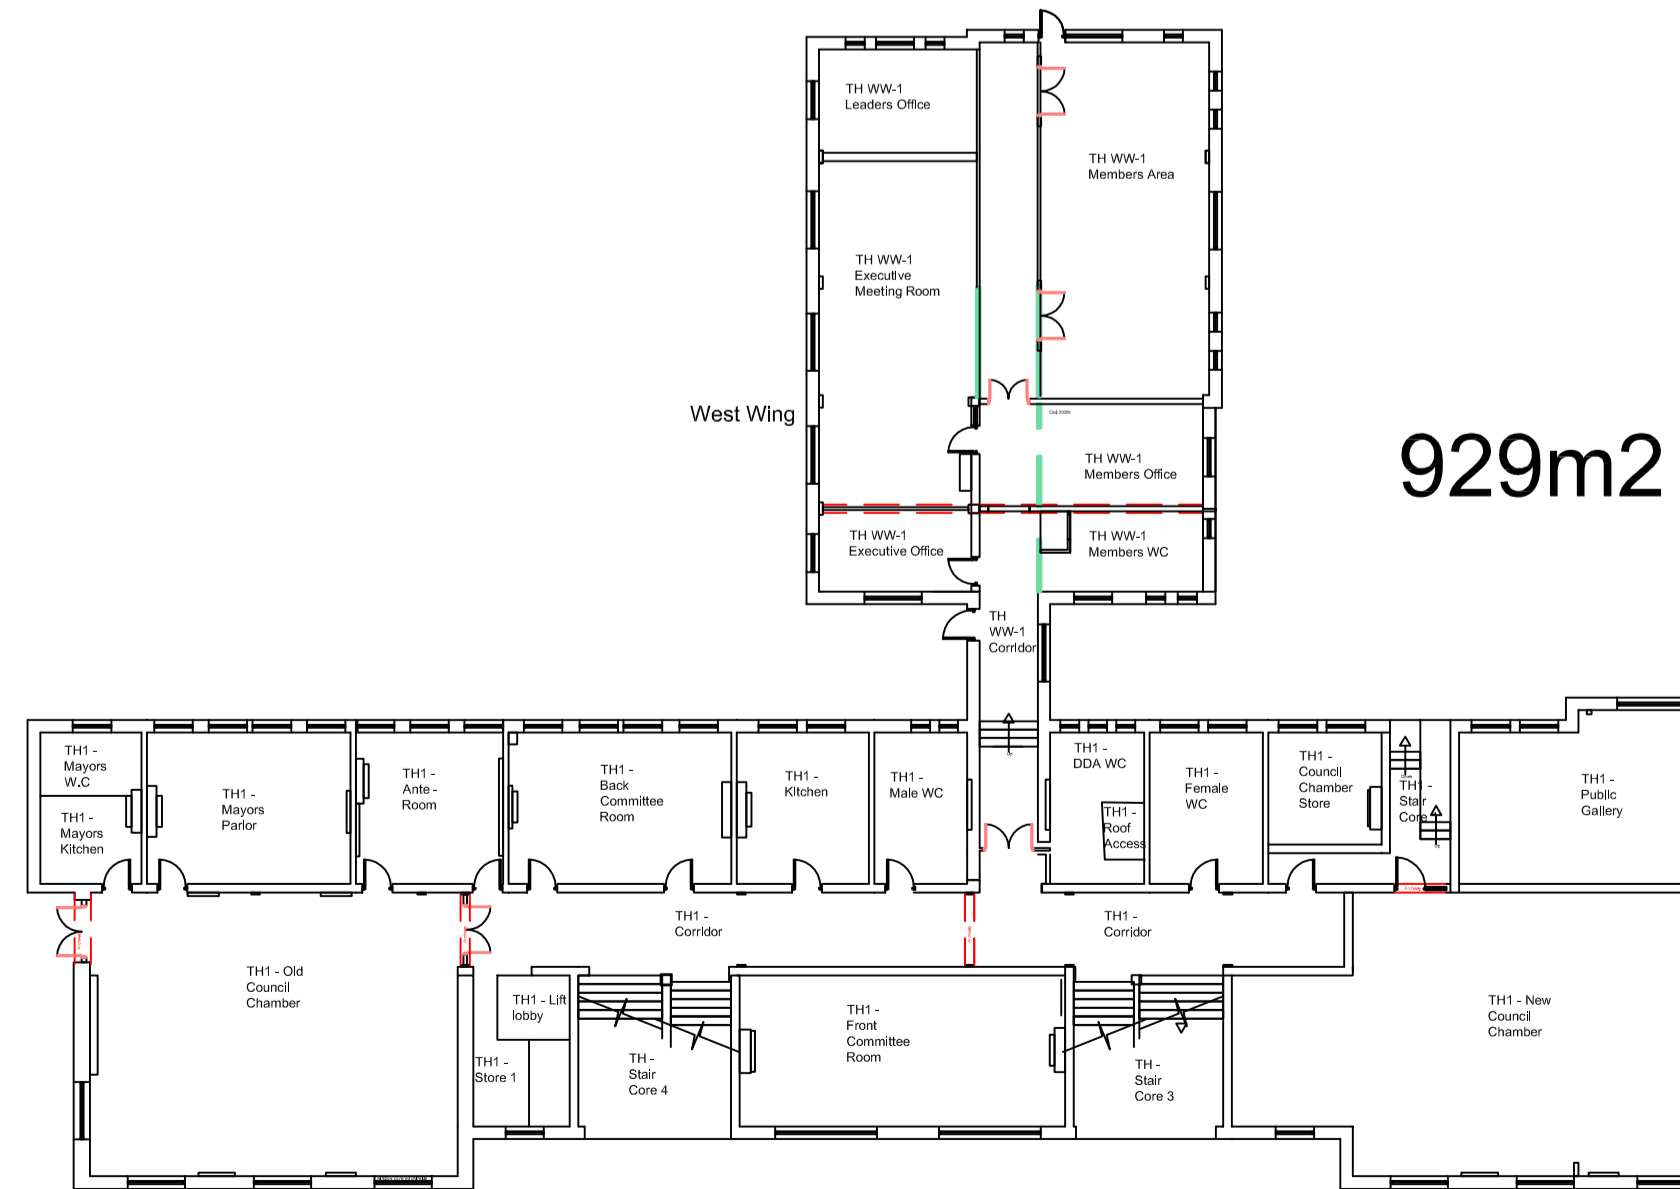 TH WW-1
Leaders Office
TH WW-1
Members Area
TH WW-1
Executive
Meeting Room
West Wing
929m2
TH WW-1
Members Office
TH WW-1
Executive Office
TH WW-1
Members WC
TH
WW-1
Corridor
TH1 -
Mayors
W.C
TH1 -
Mayors
Kitchen
TH1 -
Mayors
Parlor
TH1 -
Ante -
Room
TH1 -
Back
Committee
Room
TH1 -
Kitchen
TH1 -
Male WC
TH1 -
DDA WC
TH1 -
Roof
Access
TH1 -
Female
WC
TH1 -
Council
Chamber
Store
TH1 -
Stair
Core
TH1 -
Public
Gallery
Archway
Archway
Archway
Archway
TH1 -
Corridor
TH1 -
Corridor
TH1 - Old
Council
Chamber
TH1 - Lift
lobby
TH1 -
Store 1
TH -
Stair
Core 4
TH1 -
Front
Committee
Room
TH -
Stair
Core 3
TH1 - New
Council
Chamber